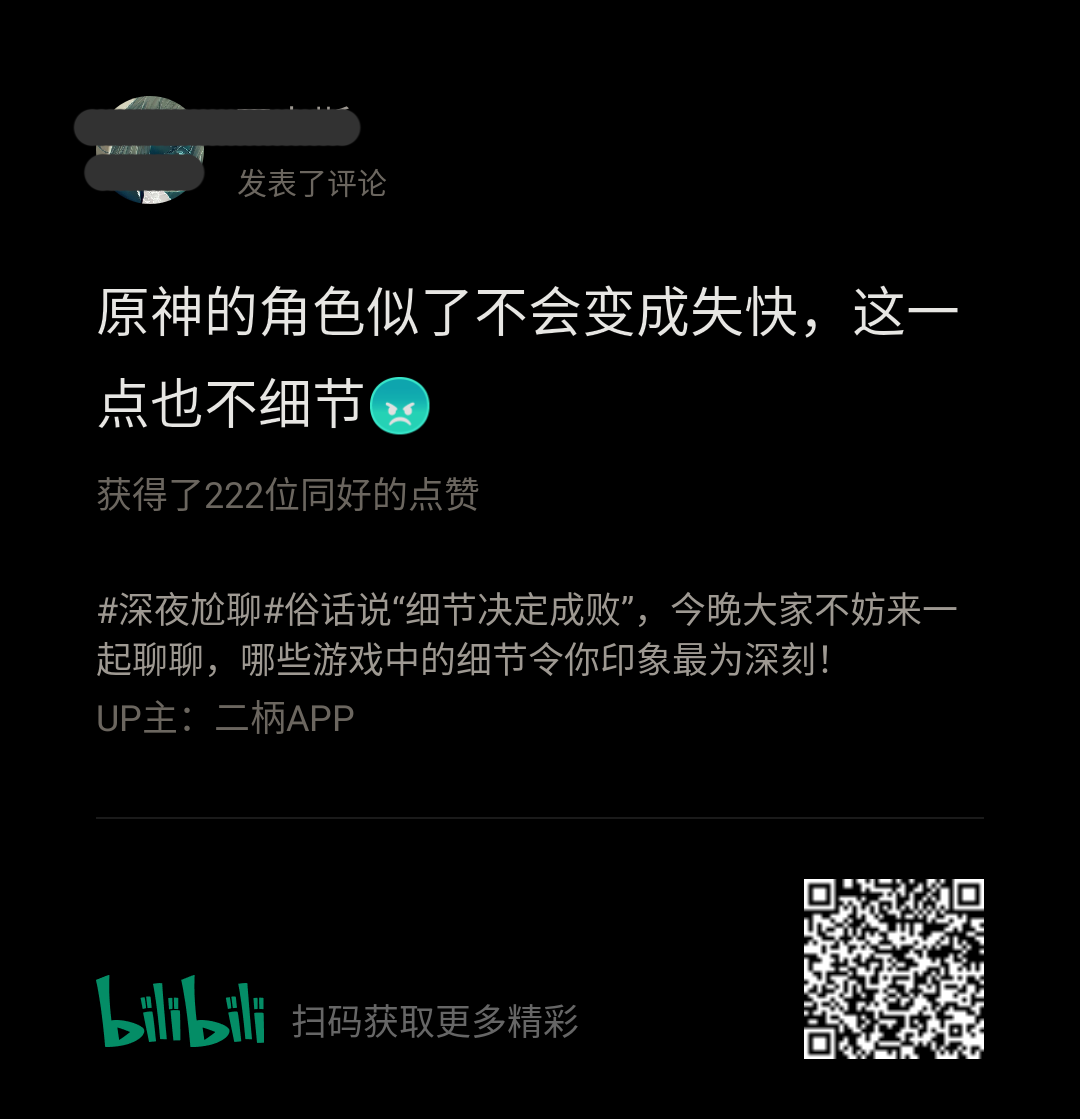 发表了评论
原神的角色似了不会变成失快，这一
点也不细节
获得了222位同好的点赞
#深夜尬聊#俗话说“细节决定成败”，今晚大家不妨来一
起聊聊，哪些游戏中的细节令你印象最为深刻！
UP主：二柄APP
bilibili 扫码获取更多精彩